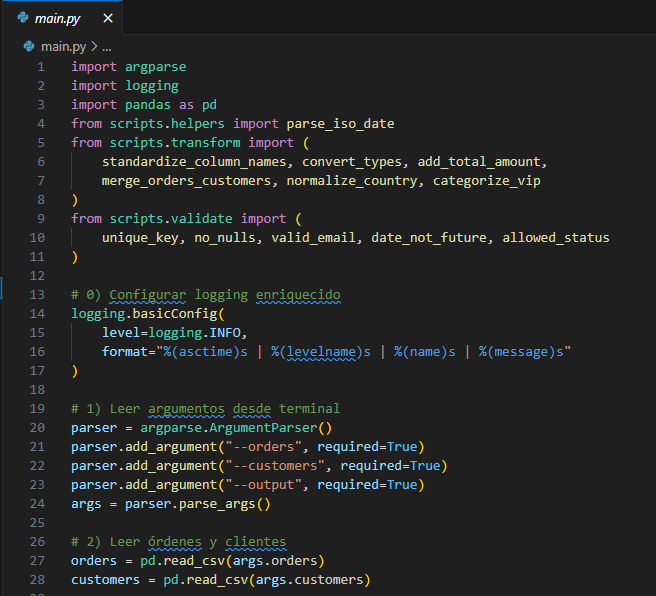 main.py ×
main.py > ...
1 import argparse
2 import logging
3 import pandas as pd
4 from scripts.helpers import parse_iso_date
5 from scripts.transform import (
6     standardize_column_names, convert_types, add_total_amount,
7     merge_orders_customers, normalize_country, categorize_vip
8 )
9 from scripts.validate import (
10     unique_key, no_nulls, valid_email, date_not_future, allowed_status
11 )
12
13 # 0) Configurar logging enriquecido
14 logging.basicConfig(
15     level=logging.INFO,
16     format="%(asctime)s | %(levelname)s | %(name)s | %(message)s"
17 )
18
19 # 1) Leer argumentos desde terminal
20 parser = argparse.ArgumentParser()
21 parser.add_argument("--orders", required=True)
22 parser.add_argument("--customers", required=True)
23 parser.add_argument("--output", required=True)
24 args = parser.parse_args()
25
26 # 2) Leer órdenes y clientes
27 orders = pd.read_csv(args.orders)
28 customers = pd.read_csv(args.customers)